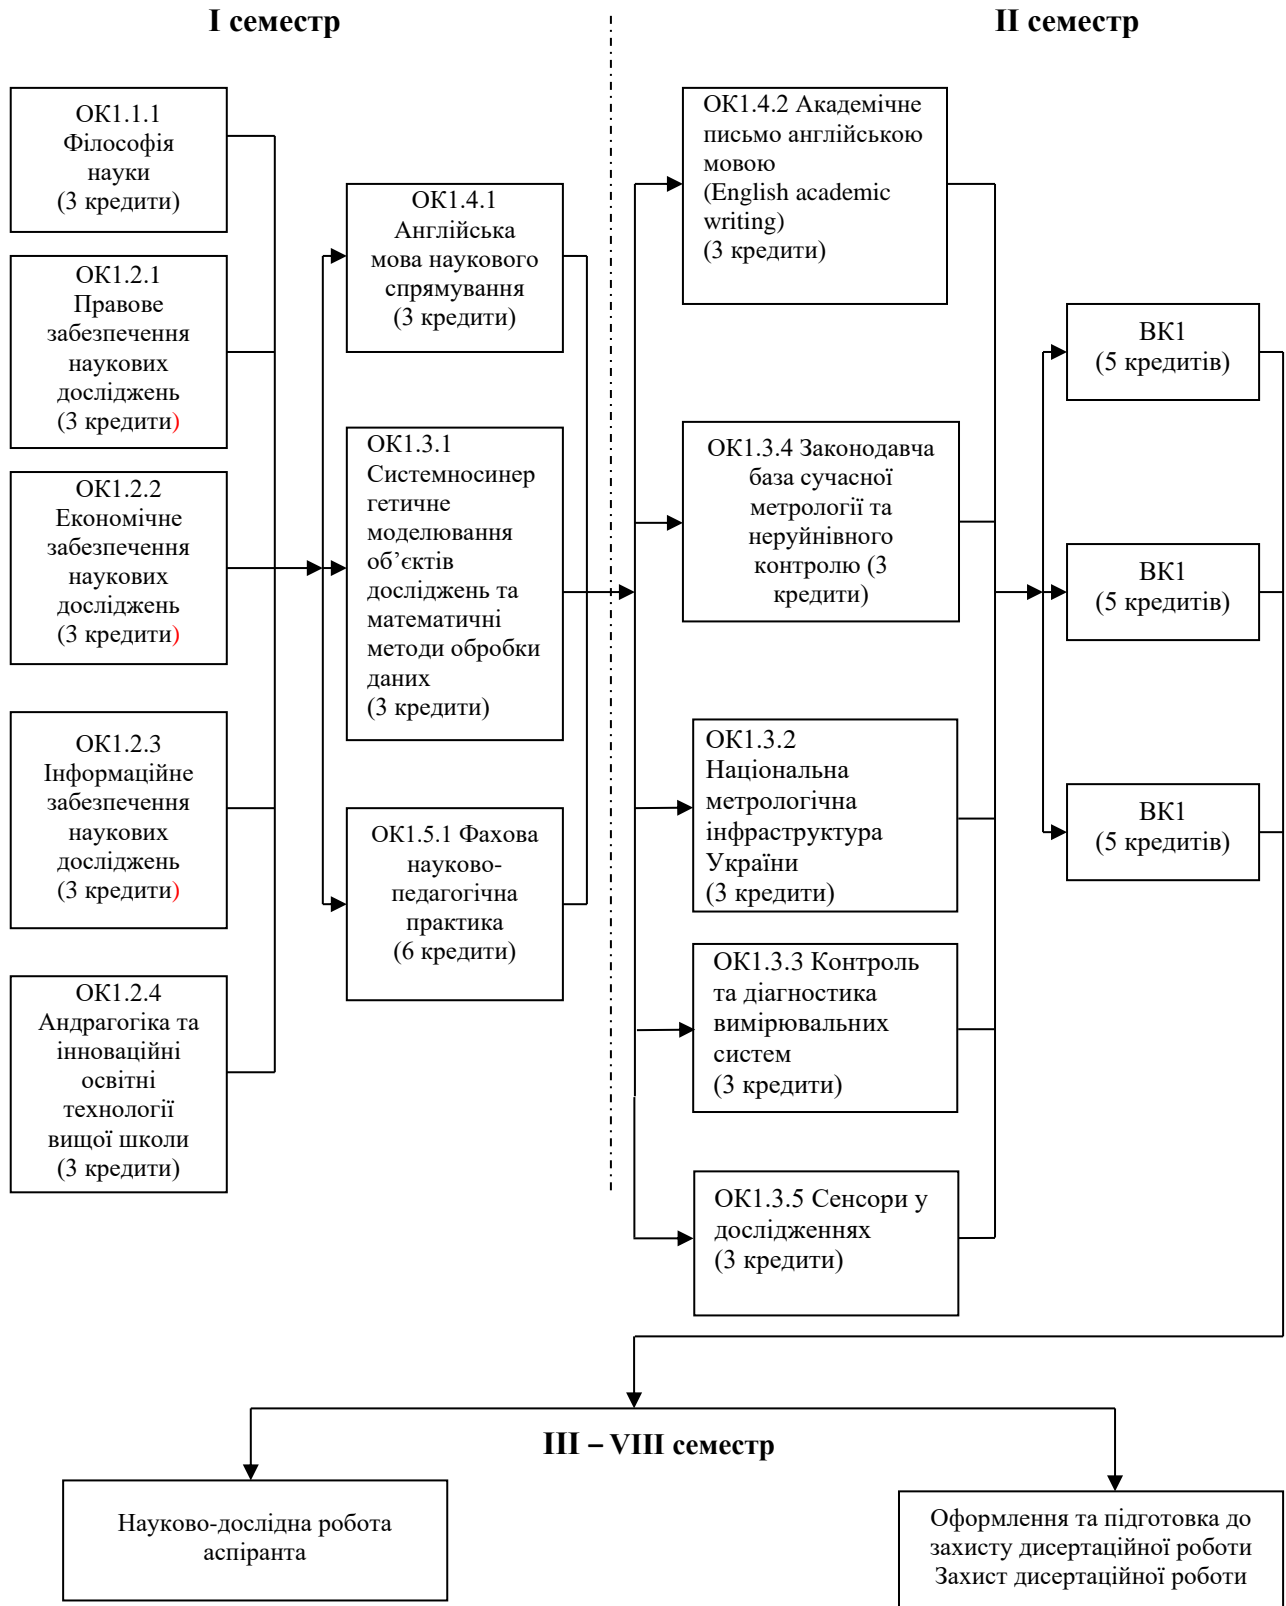 I семестр
II семестр
ОК1.1.1
Філософія
науки
(3 кредити)
ОК1.2.1
Правове
забезпечення
наукових
досліджень
(3 кредити)
ОК1.2.2
Економічне
забезпечення
наукових
досліджень
(3 кредити)
ОК1.2.3
Інформаційне
забезпечення
наукових
досліджень
(3 кредити)
ОК1.2.4
Андрагогіка та
інноваційні
освітні
технології
вищої школи
(3 кредити)
ОК1.4.1
Англійська
мова наукового
спрямування
(3 кредити)
ОК1.3.1
Системносинер
гетичне
моделювання
об’єктів
досліджень та
математичні
методи обробки
даних
(3 кредити)
ОК1.5.1 Фахова
науково-
педагогічна
практика
(6 кредити)
ОК1.4.2 Академічне
письмо англійською
мовою
(English academic
writing)
(3 кредити)
ОК1.3.4 Законодавча
база сучасної
метрології та
неруйнівного
контролю (3
кредити)
ОК1.3.2
Національна
метрологічна
інфраструктура
України
(3 кредити)
ОК1.3.3 Контроль
та діагностика
вимірювальних
систем
(3 кредити)
ОК1.3.5 Сенсори у
дослідженнях
(3 кредити)
ВК1
(5 кредитів)
ВК1
(5 кредитів)
ВК1
(5 кредитів)
III – VIII семестр
Науково-дослідна робота
аспіранта
Оформлення та підготовка до
захисту дисертаційної роботи
Захист дисертаційної роботи